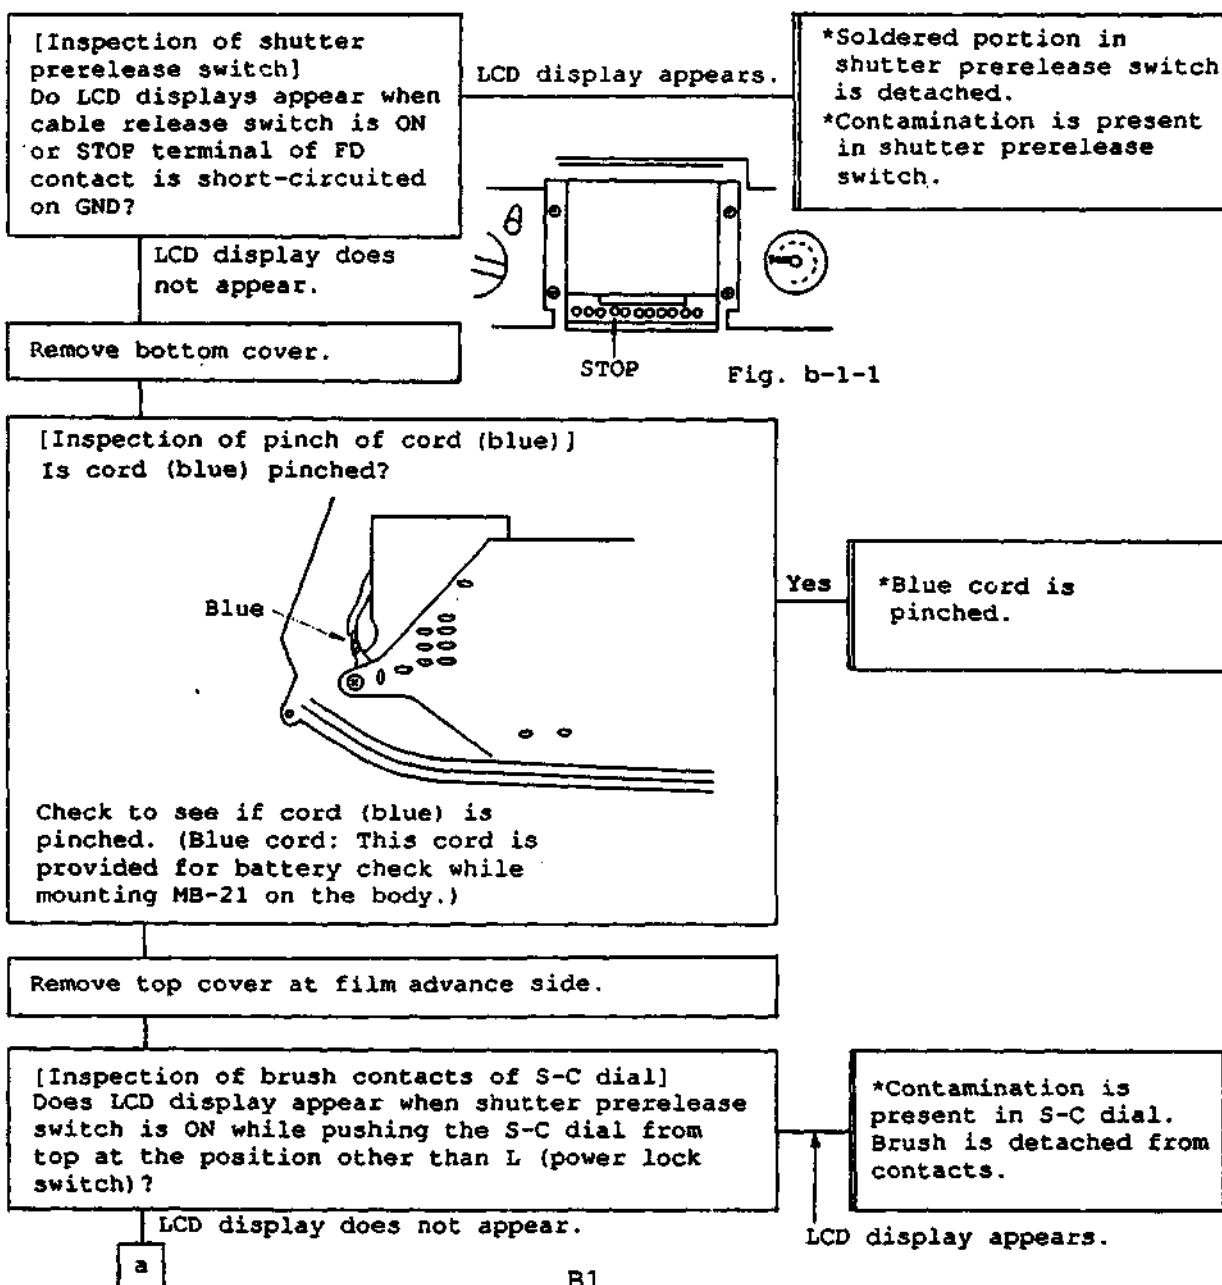 [Inspection of shutter
prerelease switch]
Do LCD displays appear when
cable release switch is ON
or STOP terminal of FD
contact is short-circuited
on GND?
LCD display appears.
*Soldered portion in
shutter prerelease switch
is detached.
*Contamination is present
in shutter prerelease
switch.
LCD display does
not appear.
STOP
Fig. b-1-1
Remove bottom cover.
[Inspection of pinch of cord (blue)]
Is cord (blue) pinched?
Blue
Yes
*Blue cord is
pinched.
Check to see if cord (blue) is
pinched. (Blue cord: This cord is
provided for battery check while
mounting MB-21 on the body.)
Remove top cover at film advance side.
[Inspection of brush contacts of S-C dial]
Does LCD display appear when shutter prerelease
switch is ON while pushing the S-C dial from
top at the position other than L (power lock
switch)?
*Contamination is
present in S-C dial.
Brush is detached from
contacts.
LCD display does not appear.
LCD display appears.
a
B1